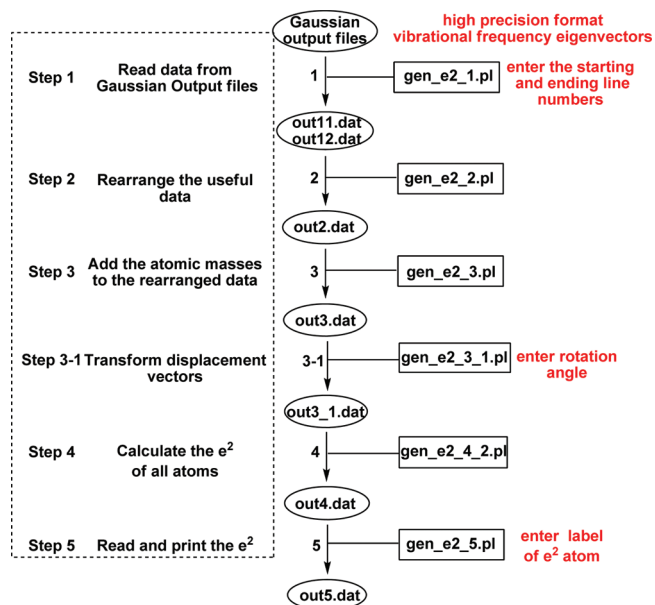 Gaussian
output files
high precision format
vibrational frequency eigenvectors
Step 1
Read data from
Gaussian Output files
1
gen_e2_1.pl
enter the starting
and ending line
numbers
out11.dat
out12.dat
Step 2
Rearrange the useful
data
2
gen_e2_2.pl
out2.dat
Step 3
Add the atomic masses
to the rearranged data
3
gen_e2_3.pl
out3.dat
Step 3-1
Transform displacement
vectors
3-1
gen_e2_3_1.pl
enter rotation
angle
out3_1.dat
Step 4
Calculate the e²
of all atoms
4
gen_e2_4_2.pl
out4.dat
Step 5
Read and print the e²
5
gen_e2_5.pl
enter label
of e² atom
out5.dat